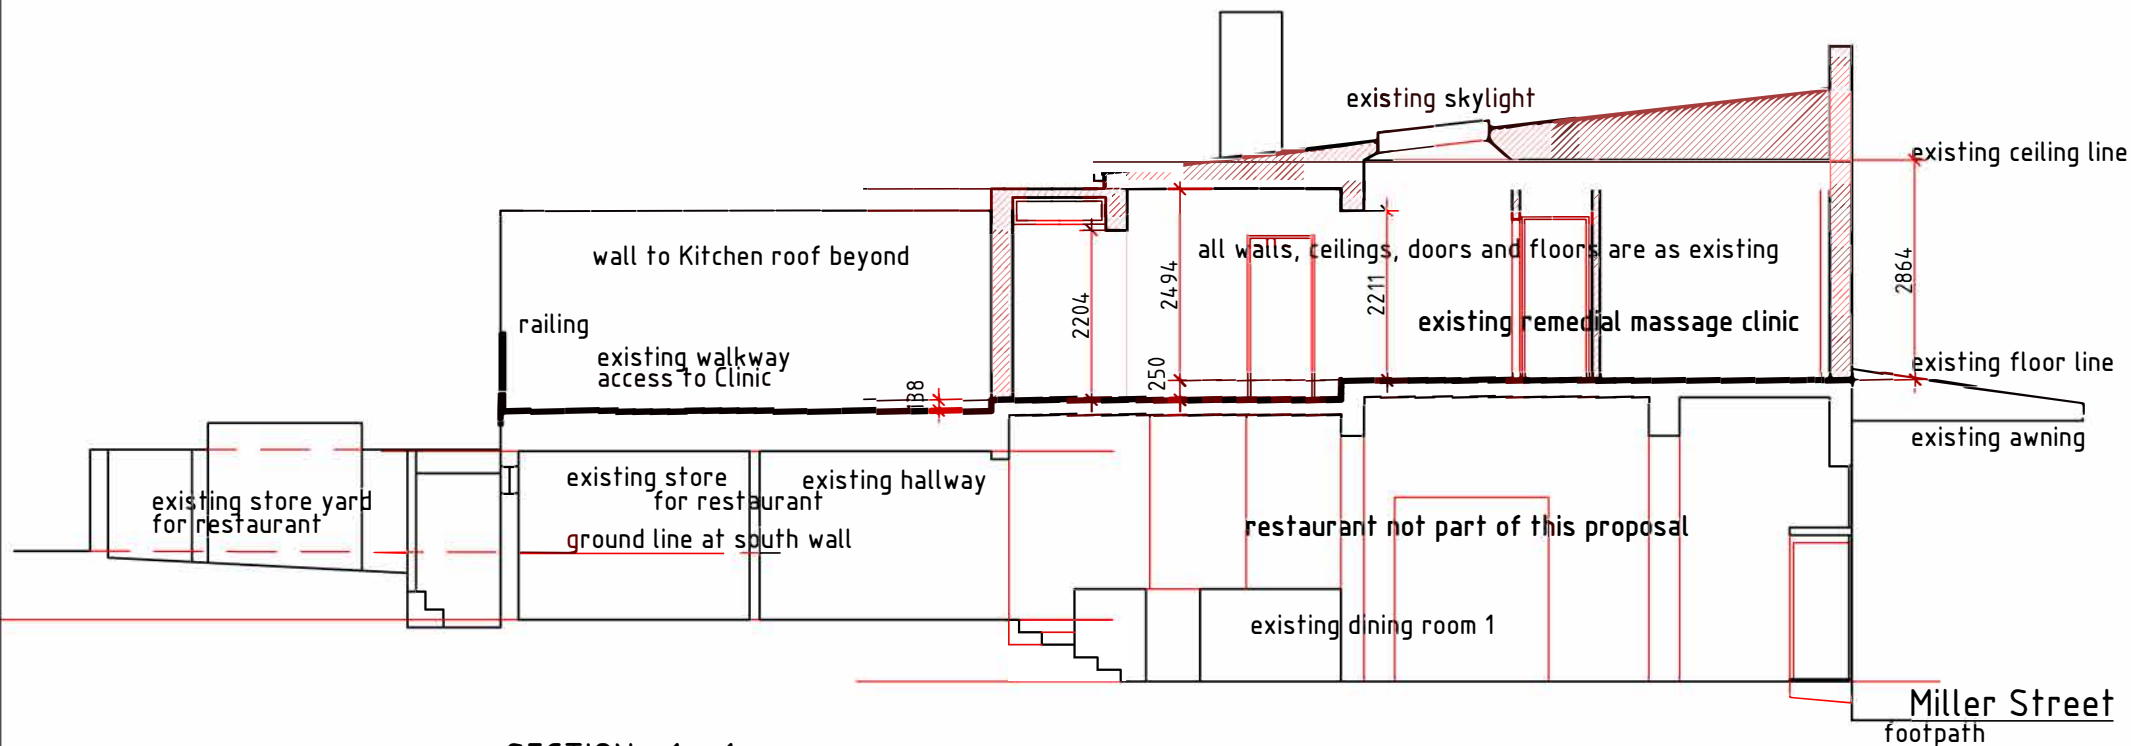 existing skylight
existing ceiling line
wall to Kitchen roof beyond
all walls, ceilings, doors and floors are as existing
2204
2494
2211
2864
railing
existing remedial massage clinic
existing walkway
access to Clinic
250
existing floor line
existing awning
existing store
for restaurant
existing hallway
existing store yard
for restaurant
ground line at south wall
restaurant not part of this proposal
existing dining room 1
Miller Street
footpath